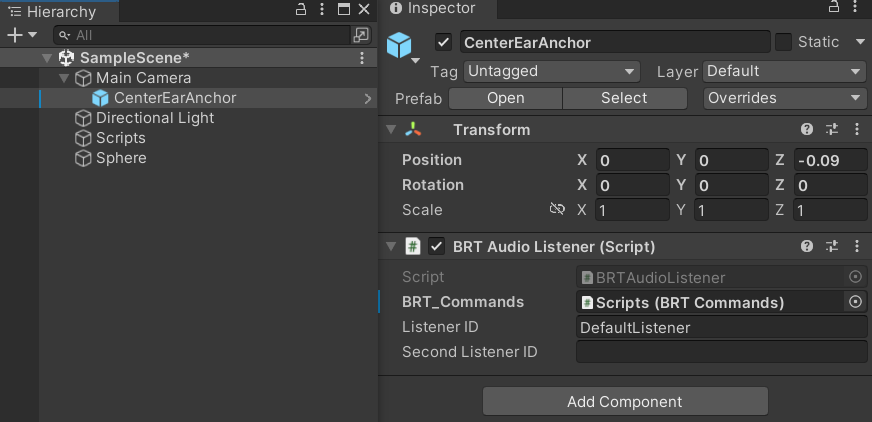 Hierarchy
All
SampleScene*
Main Camera
CenterEarAnchor
Directional Light
Scripts
Sphere
Inspector
CenterEarAnchor
Static
Tag Untagged Layer Default
Prefab Open Select Overrides
Transform
Position X 0 Y 0 Z -0.09
Rotation X 0 Y 0 Z 0
Scale X 1 Y 1 Z 1
# BRT Audio Listener (Script)
Script # BRTAudioListener
BRT_Commands # Scripts (BRT Commands)
Listener ID DefaultListener
Second Listener ID
Add Component